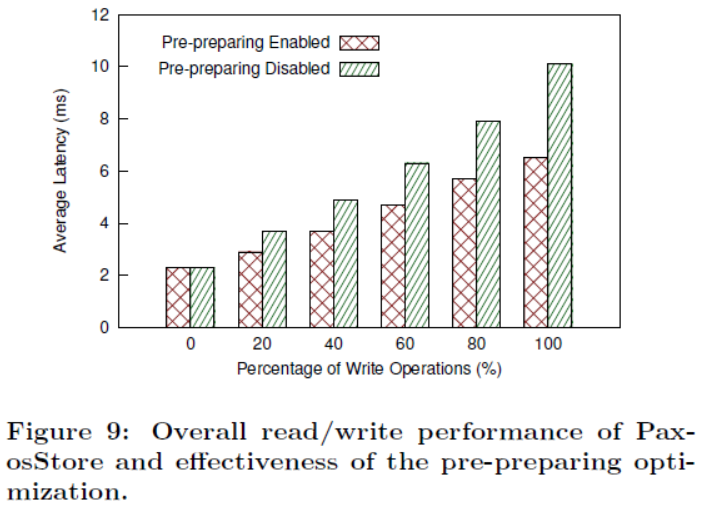 12
10
8
6
4
2
0
Average Latency (ms)
Pre-preparing Enabled
Pre-preparing Disabled
0 20 40 60 80 100
Percentage of Write Operations (%)
Figure 9: Overall read/write performance of Pax-
osStore and effectiveness of the pre-preparing opti-
mization.